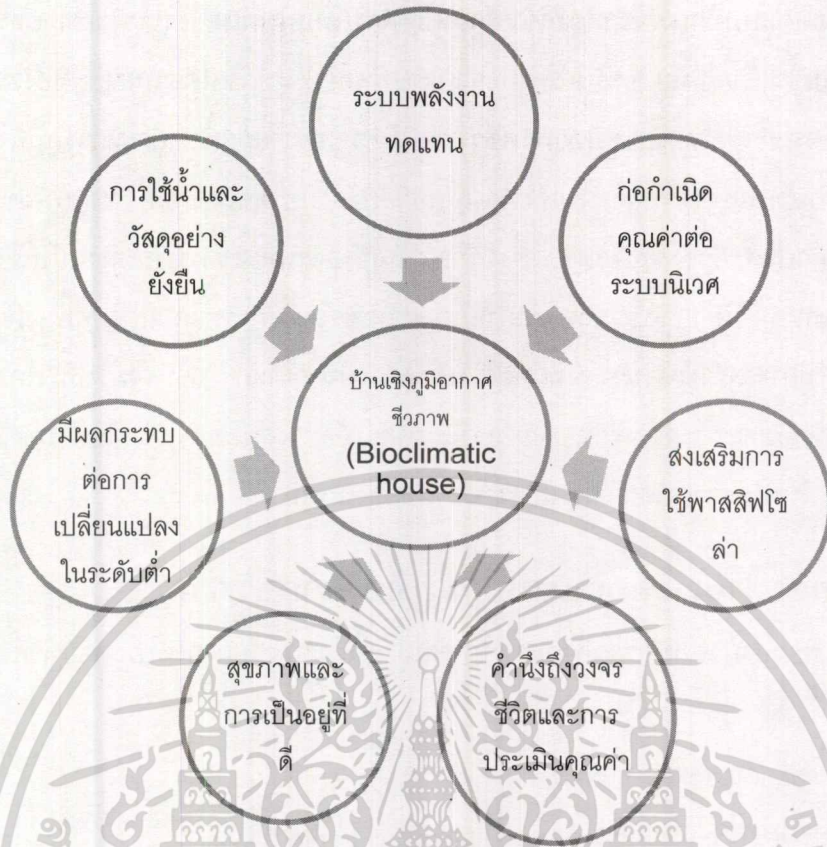 ระบบพลังงาน
ทดแทน
การใช้น้ำและ
วัสดุอย่าง
ยั่งยืน
ก่อกำเนิด
คุณค่าต่อ
ระบบนิเวศ
บ้านเชิงภูมิอากาศ
ชีวภาพ
(Bioclimatic
house)
มีผลกระทบ
ต่อการ
เปลี่ยนแปลง
ในระดับต่ำ
ส่งเสริมการ
ใช้พาสสิฟโซ
ล่า
สุขภาพและ
การเป็นอยู่ที่
ดี
คำนึงถึงวงจร
ชีวิตและการ
ประเมินคุณค่า